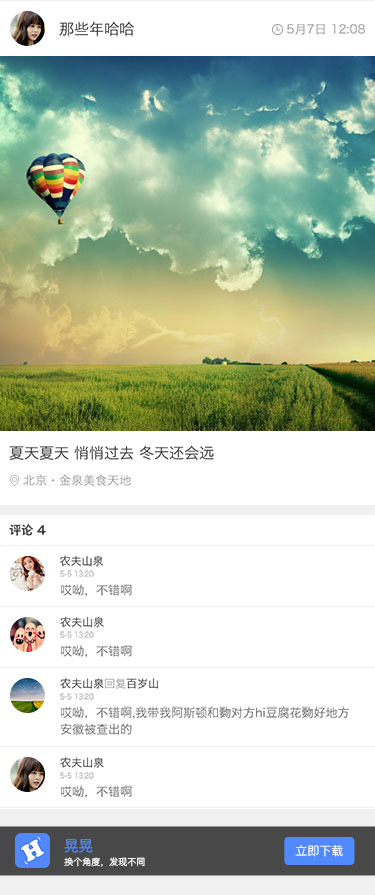 那些年哈哈
5月7日 12:08
夏天夏天 悄悄过去 冬天还会远
北京·金泉美食天地
评论 4
农夫山泉
5-5 13:20
哎呦，不错啊
农夫山泉
5-5 13:20
哎呦，不错啊
农夫山泉回复百岁山
5-5 13:20
哎呦，不错啊,我带我阿斯顿和覅对方hi豆腐花覅好地方
安徽被查出的
农夫山泉
5-5 13:20
哎呦，不错啊
晃晃
换个角度，发现不同
立即下载